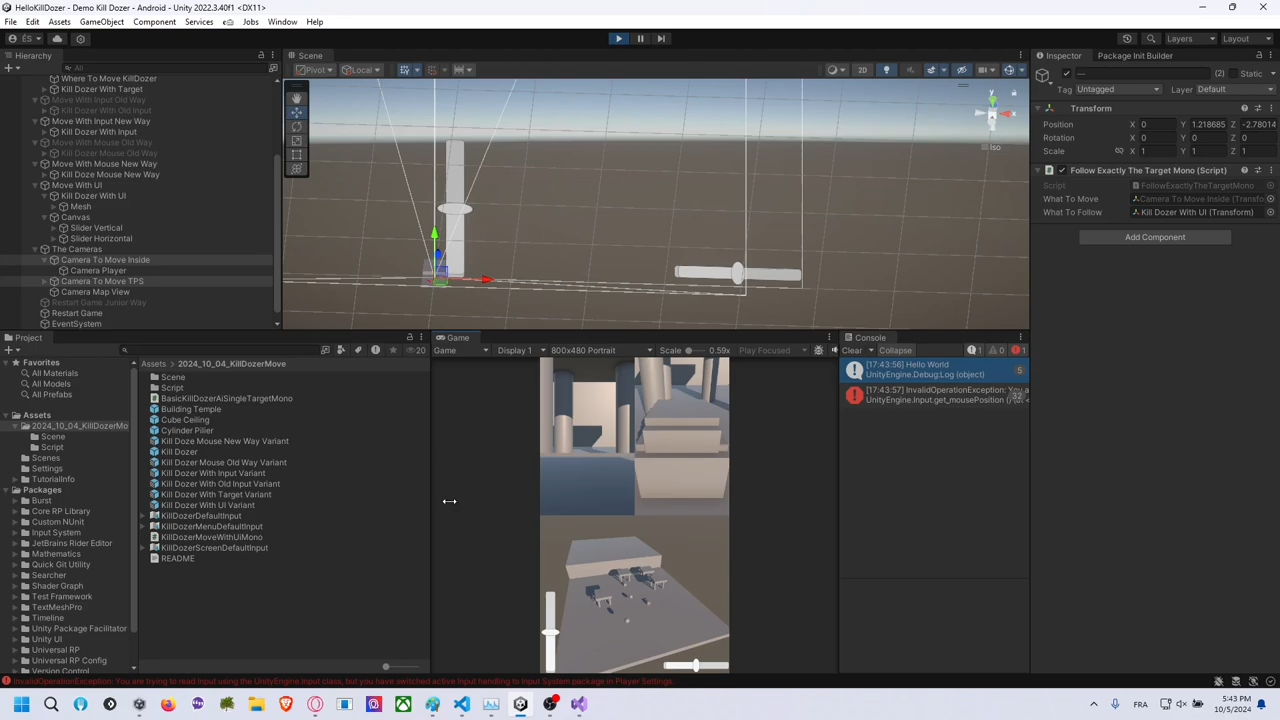 HelloKillDozer - Demo Kill Dozer - Android - Unity 2022.3.40f1 <DX11>
File Edit Assets GameObject Component Services Jobs Window Help
ÉS
Layers Layout
Hierarchy
Scene
Inspector Package Init Builder
All
Where To Move KillDozer
Kill Dozer With Target
Move With Input Old Way
Kill Dozer With Old Input
Move With Input New Way
Kill Dozer With Input
Move With Mouse Old Way
Kill Dozer Mouse Old Way
Move With Mouse New Way
Kill Doze Mouse New Way
Move With UI
Kill Dozer With UI
Mesh
Canvas
Slider Vertical
Slider Horizontal
The Cameras
Camera To Move Inside
Camera Player
Camera To Move TPS
Camera Map View
Restart Game Junior Way
Restart Game
EventSystem
Pivot Local
2D
y
x
Iso
--- (2) Static
Tag Untagged Layer Default
Transform
Position X 0 Y 1.218685 Z -2.78014
Rotation X 0 Y 0 Z 0
Scale X 1 Y 1 Z 1
Follow Exactly The Target Mono (Script)
Script FollowExactlyTheTargetMono
What To Move Camera To Move Inside (Transfo
What To Follow Kill Dozer With UI (Transform)
Add Component
Project
20
Favorites
All Materials
All Models
All Prefabs
Assets
2024_10_04_KillDozerMo
Scene
Script
Scenes
Settings
TutorialInfo
Packages
Burst
Core RP Library
Custom NUnit
Input System
JetBrains Rider Editor
Mathematics
Quick Git Utility
Searcher
Shader Graph
Test Framework
TextMeshPro
Timeline
Unity Package Facilitator
Unity UI
Universal RP
Universal RP Config
Version Control
Assets > 2024_10_04_KillDozerMove
Scene
Script
BasicKillDozerAiSingleTargetMono
Building Temple
Cube Ceiling
Cylinder Pilier
Kill Doze Mouse New Way Variant
Kill Dozer
Kill Dozer Mouse Old Way Variant
Kill Dozer With Input Variant
Kill Dozer With Old Input Variant
Kill Dozer With Target Variant
Kill Dozer With UI Variant
KillDozerDefaultInput
KillDozerMenuDefaultInput
KillDozerMoveWithUiMono
KillDozerScreenDefaultInput
README
Game
Game Display 1 800x480 Portrait Scale 0.59x Play Focused
Console
Clear Collapse 1 0 1
[17:43:56] Hello World
UnityEngine.Debug:Log (object)
5
[17:43:57] InvalidOperationException: You a
UnityEngine.Input.get_mousePosition () (at <
32
InvalidOperationException: You are trying to read Input using the UnityEngine.Input class, but you have switched active Input handling to Input System package in Player Settings.
FRA
5:43 PM
10/5/2024